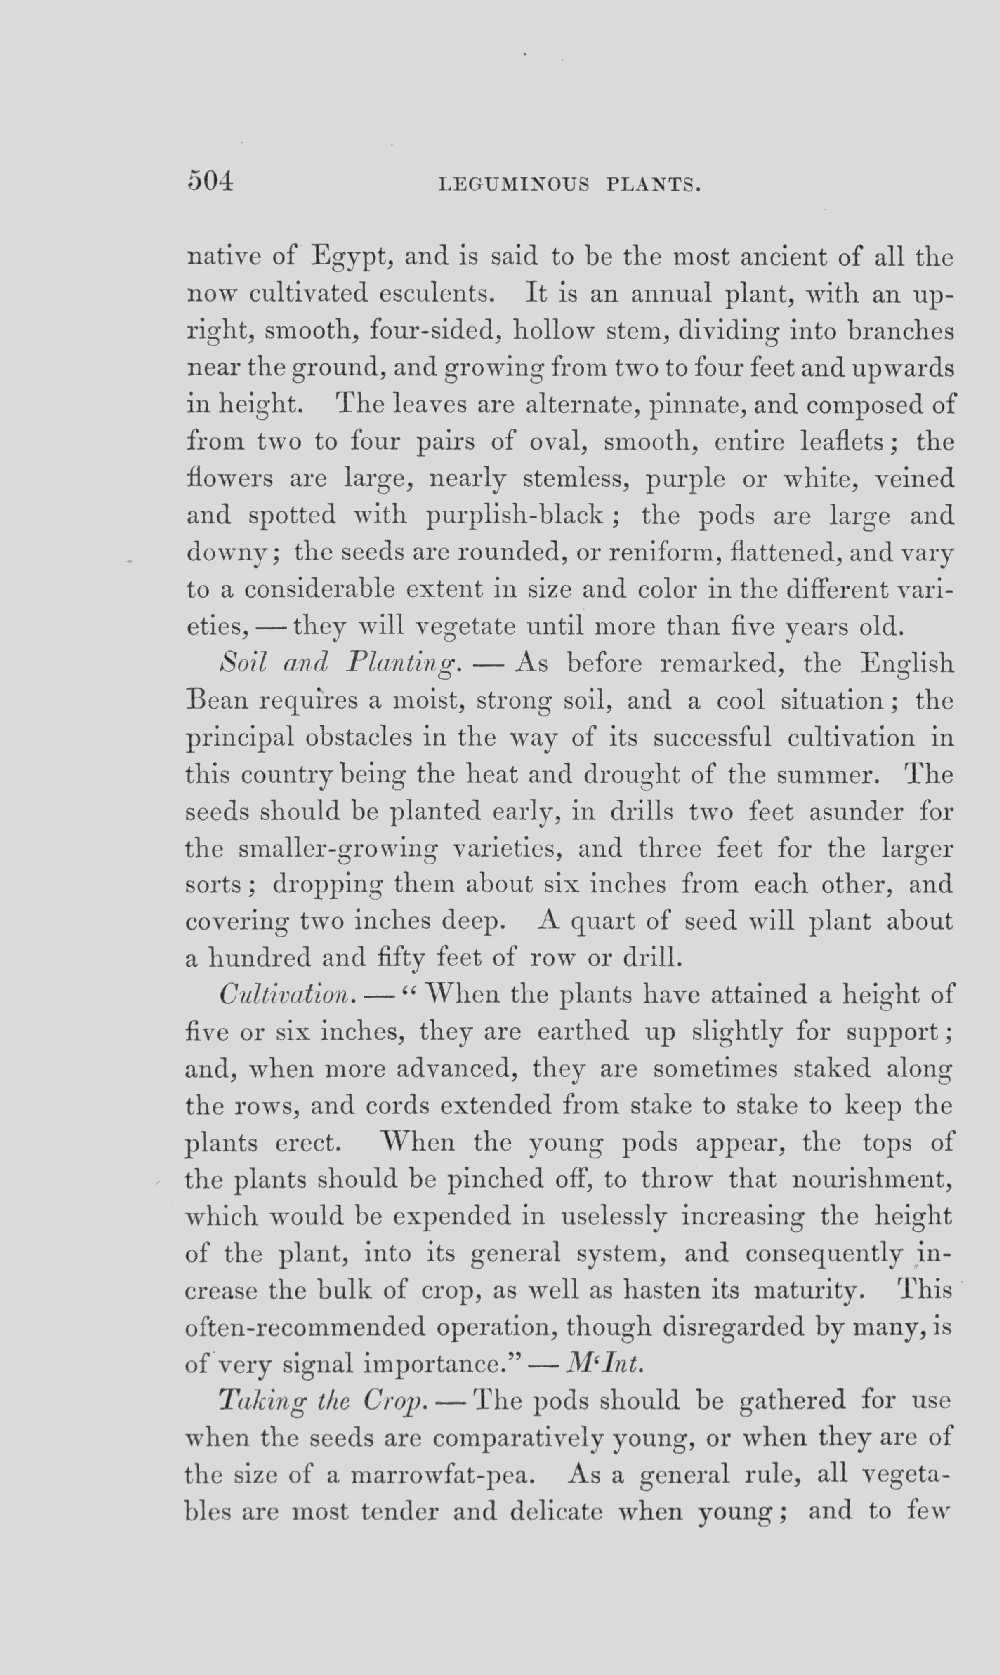 504 LEGUMINOUS PLANTS.
native of Egypt, and is said to be the most ancient of all the
now cultivated esculents. It is an annual plant, with an up-
right, smooth, four-sided, hollow stem, dividing into branches
near the ground, and growing from two to four feet and upwards
in height. The leaves are alternate, pinnate, and composed of
from two to four pairs of oval, smooth, entire leaflets; the
flowers are large, nearly stemless, purple or white, veined
and spotted with purplish-black; the pods are large and
downy; the seeds are rounded, or reniform, flattened, and vary
to a considerable extent in size and color in the different vari-
eties, — they will vegetate until more than five years old.
Soil and Planting. — As before remarked, the English
Bean requires a moist, strong soil, and a cool situation; the
principal obstacles in the way of its successful cultivation in
this country being the heat and drought of the summer. The
seeds should be planted early, in drills two feet asunder for
the smaller-growing varieties, and three feet for the larger
sorts; dropping them about six inches from each other, and
covering two inches deep. A quart of seed will plant about
a hundred and fifty feet of row or drill.
Cultivation. — “When the plants have attained a height of
five or six inches, they are earthed up slightly for support;
and, when more advanced, they are sometimes staked along
the rows, and cords extended from stake to stake to keep the
plants erect. When the young pods appear, the tops of
the plants should be pinched off, to throw that nourishment,
which would be expended in uselessly increasing the height
of the plant, into its general system, and consequently in-
crease the bulk of crop, as well as hasten its maturity. This
often-recommended operation, though disregarded by many, is
of very signal importance.” — M‘Int.
Taking the Crop. — The pods should be gathered for use
when the seeds are comparatively young, or when they are of
the size of a marrowfat-pea. As a general rule, all vegeta-
bles are most tender and delicate when young; and to few